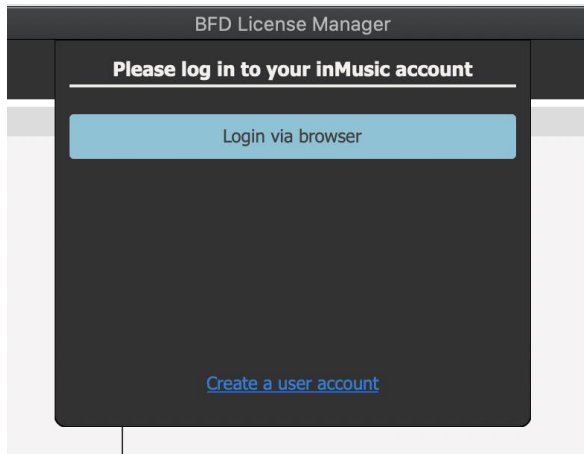 BFD License Manager
Please log in to your inMusic account
Login via browser
Create a user account